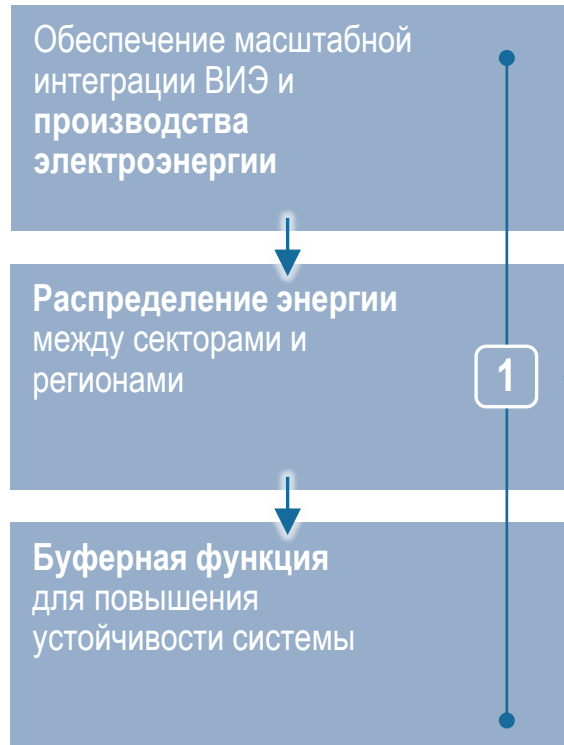 Обеспечение масштабной
интеграции ВИЭ и
производства
электроэнергии
Распределение энергии
между секторами и
регионами
1
Буферная функция
для повышения
устойчивости системы